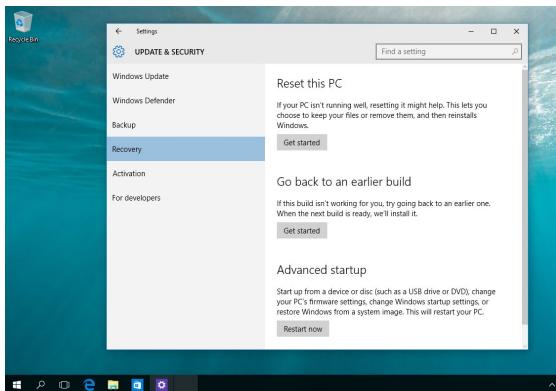 Recycle Bin
Settings
UPDATE & SECURITY
Find a setting
Windows Update
Windows Defender
Backup
Recovery
Activation
For developers
Reset this PC
If your PC isn't running well, resetting it might help. This lets you
choose to keep your files or remove them, and then reinstalls
Windows.
Get started
Go back to an earlier build
If this build isn't working for you, try going back to an earlier one.
When the next build is ready, we'll install it.
Get started
Advanced startup
Start up from a device or disc (such as a USB drive or DVD), change
your PC's firmware settings, change Windows startup settings, or
restore Windows from a system image. This will restart your PC.
Restart now